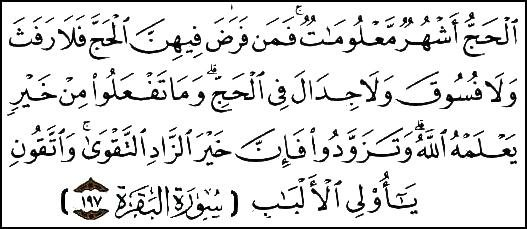 ٱلْحَجُّ أَشْهُرٌ مَّعْلُومَٰتٌ ۚ فَمَن فَرَضَ فِيهِنَّ ٱلْحَجَّ فَلَا رَفَثَ
وَلَا فُسُوقَ وَلَا جِدَالَ فِى ٱلْحَجِّ ۗ وَمَا تَفْعَلُوا۟ مِنْ خَيْرٍ
يَعْلَمْهُ ٱللَّهُ ۗ وَتَزَوَّدُوا۟ فَإِنَّ خَيْرَ ٱلزَّادِ ٱلتَّقْوَىٰ ۚ وَٱتَّقُونِ
يَٰٓأُو۟لِى ٱلْأَلْبَٰبِ ( سُورَةُ البَقَرَةِ ١٩٧ )